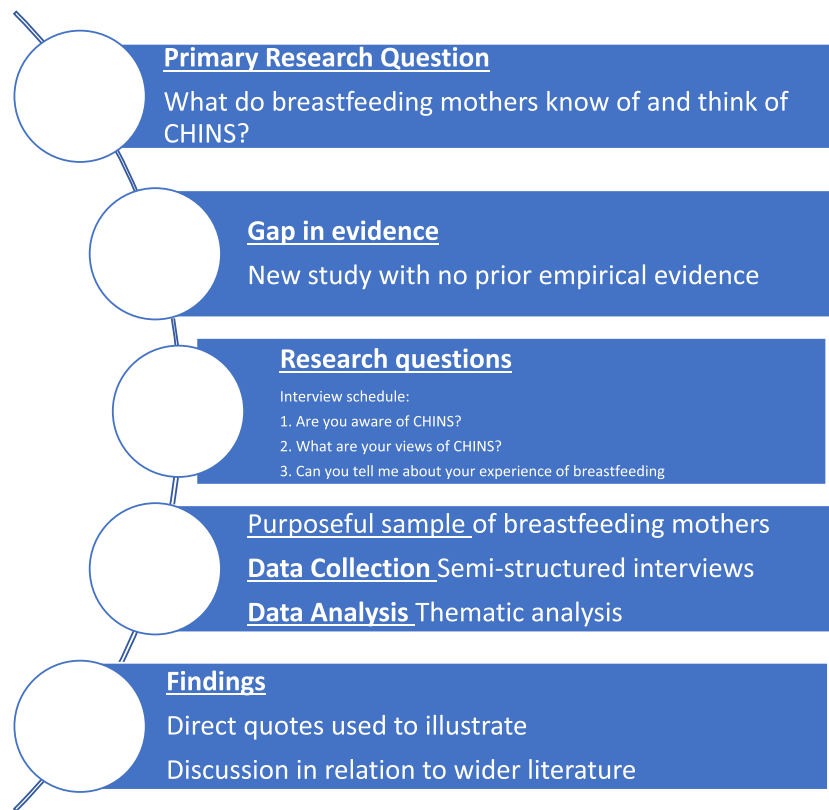 Primary Research Question
What do breastfeeding mothers know of and think of
CHINS?
Gap in evidence
New study with no prior empirical evidence
Research questions
Interview schedule:
1. Are you aware of CHINS?
2. What are your views of CHINS?
3. Can you tell me about your experience of breastfeeding
Purposeful sample of breastfeeding mothers
Data Collection Semi-structured interviews
Data Analysis Thematic analysis
Findings
Direct quotes used to illustrate
Discussion in relation to wider literature